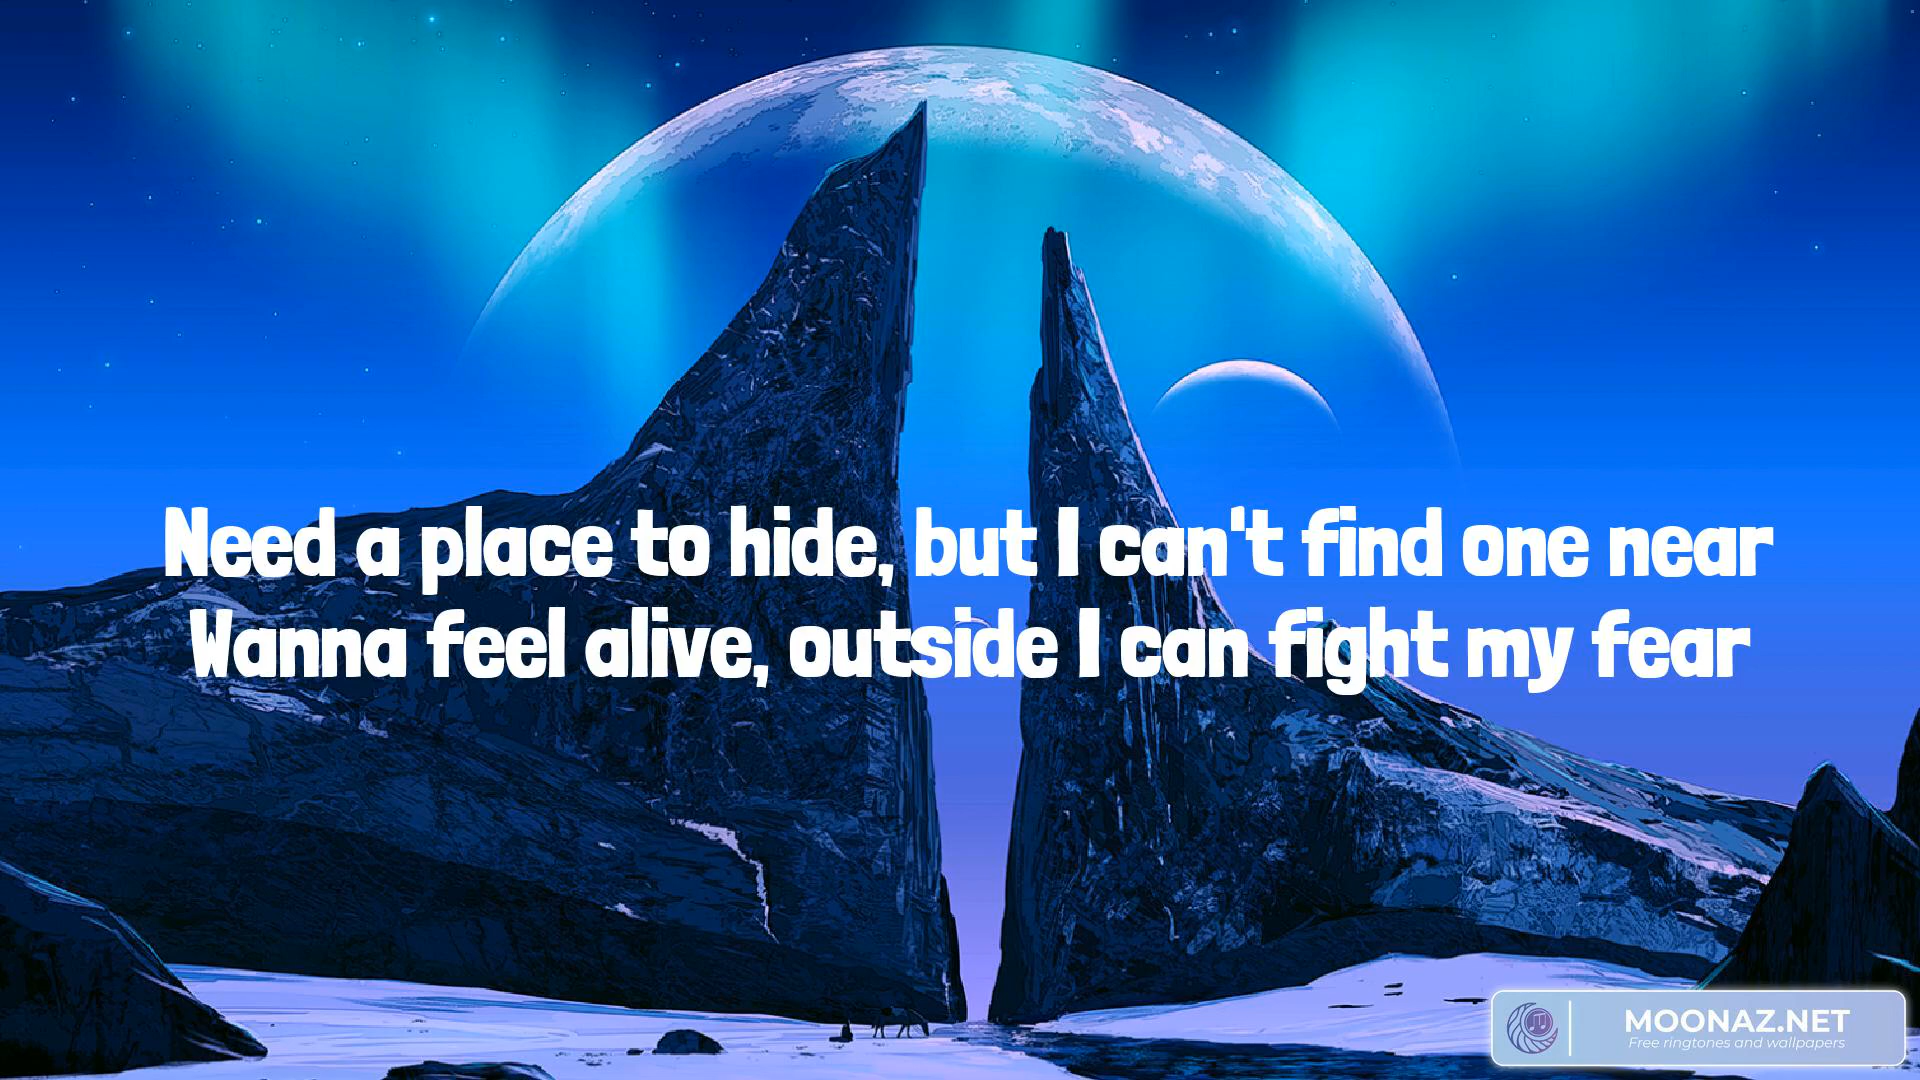 Need a place to hide, but I can't find one near
Wanna feel alive, outside I can fight my fear
MOONAZ.NET
Free ringtones and wallpapers